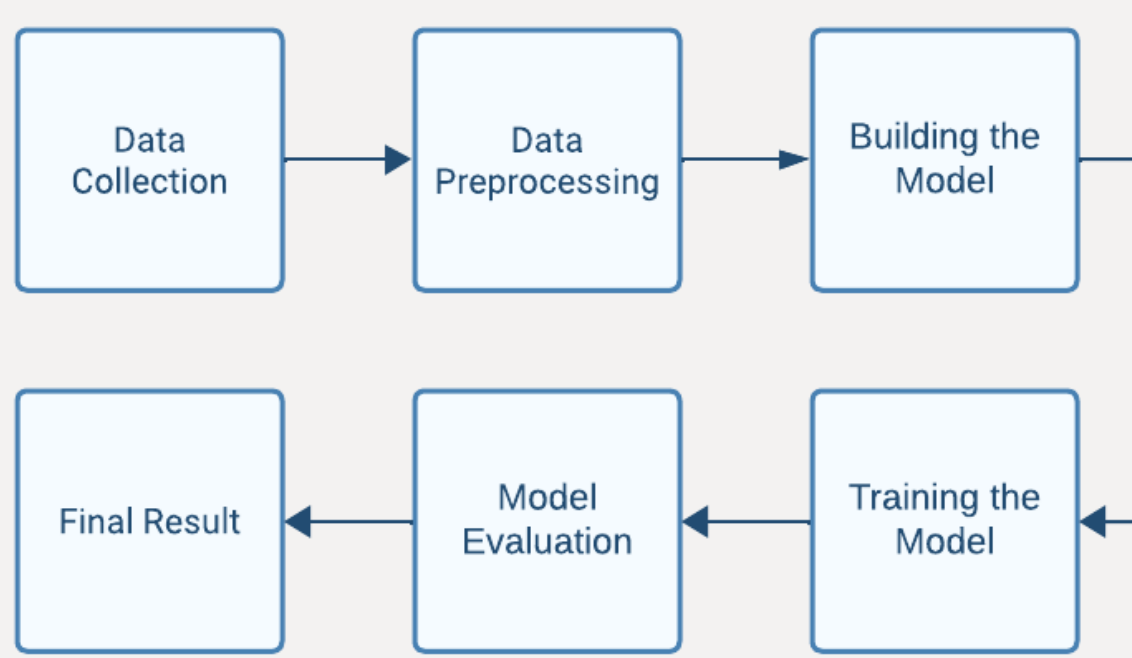 Data
Collection
Data
Preprocessing
Building the
Model
Final Result
Model
Evaluation
Training the
Model